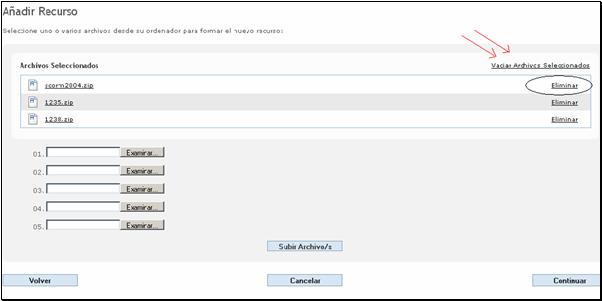 Añadir Recurso
Seleccione uno o varios archivos desde su ordenador para formar el nuevo recurso:
Archivos Seleccionados
Vaciar Archivos Seleccionados
scorm2004.zip Eliminar
1235.zip Eliminar
1238.zip Eliminar
01. Examinar...
02. Examinar...
03. Examinar...
04. Examinar...
05. Examinar...
Subir Archivo/s
Volver Cancelar Continuar